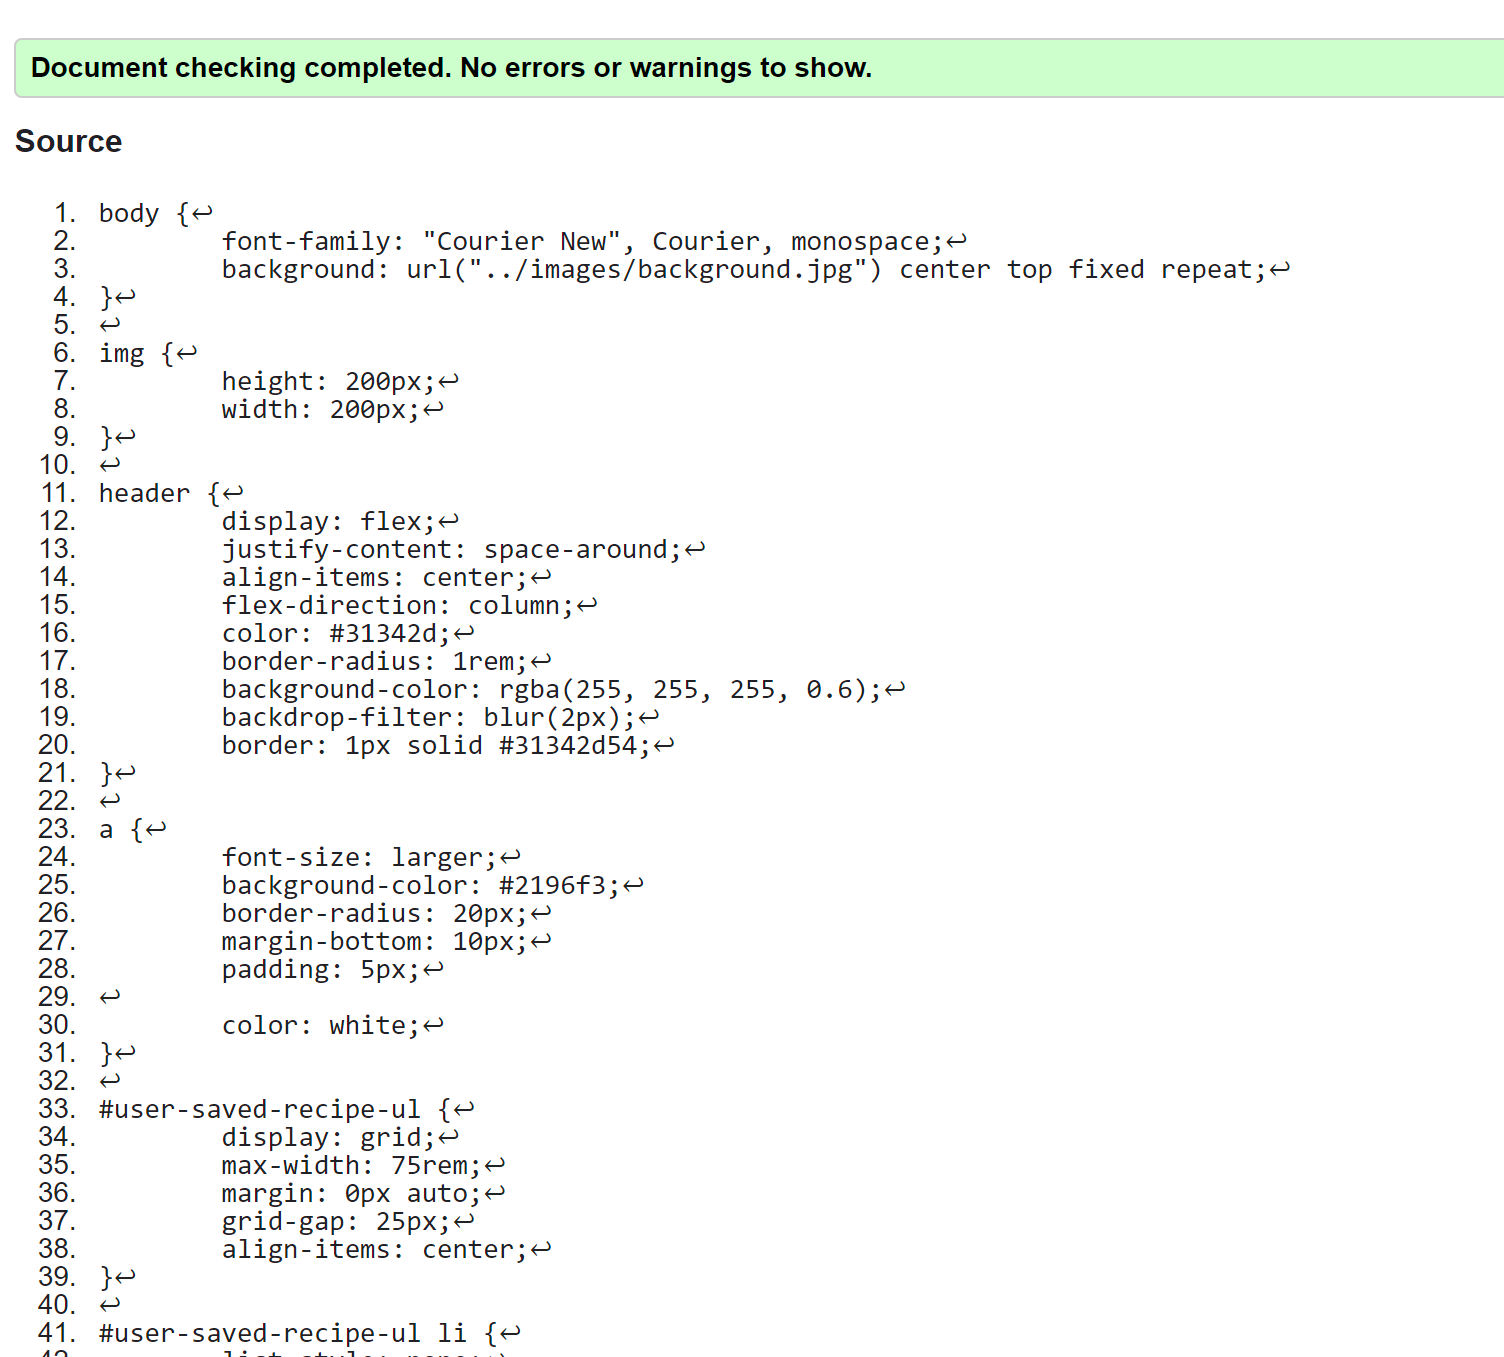 Document checking completed. No errors or warnings to show.
Source
1. body {↩
2. font-family: "Courier New", Courier, monospace;↩
3. background: url("../images/background.jpg") center top fixed repeat;↩
4. }↩
5. ↩
6. img {↩
7. height: 200px;↩
8. width: 200px;↩
9. }↩
10. ↩
11. header {↩
12. display: flex;↩
13. justify-content: space-around;↩
14. align-items: center;↩
15. flex-direction: column;↩
16. color: #31342d;↩
17. border-radius: 1rem;↩
18. background-color: rgba(255, 255, 255, 0.6);↩
19. backdrop-filter: blur(2px);↩
20. border: 1px solid #31342d54;↩
21. }↩
22. ↩
23. a {↩
24. font-size: larger;↩
25. background-color: #2196f3;↩
26. border-radius: 20px;↩
27. margin-bottom: 10px;↩
28. padding: 5px;↩
29. ↩
30. color: white;↩
31. }↩
32. ↩
33. #user-saved-recipe-ul {↩
34. display: grid;↩
35. max-width: 75rem;↩
36. margin: 0px auto;↩
37. grid-gap: 25px;↩
38. align-items: center;↩
39. }↩
40. ↩
41. #user-saved-recipe-ul li {↩